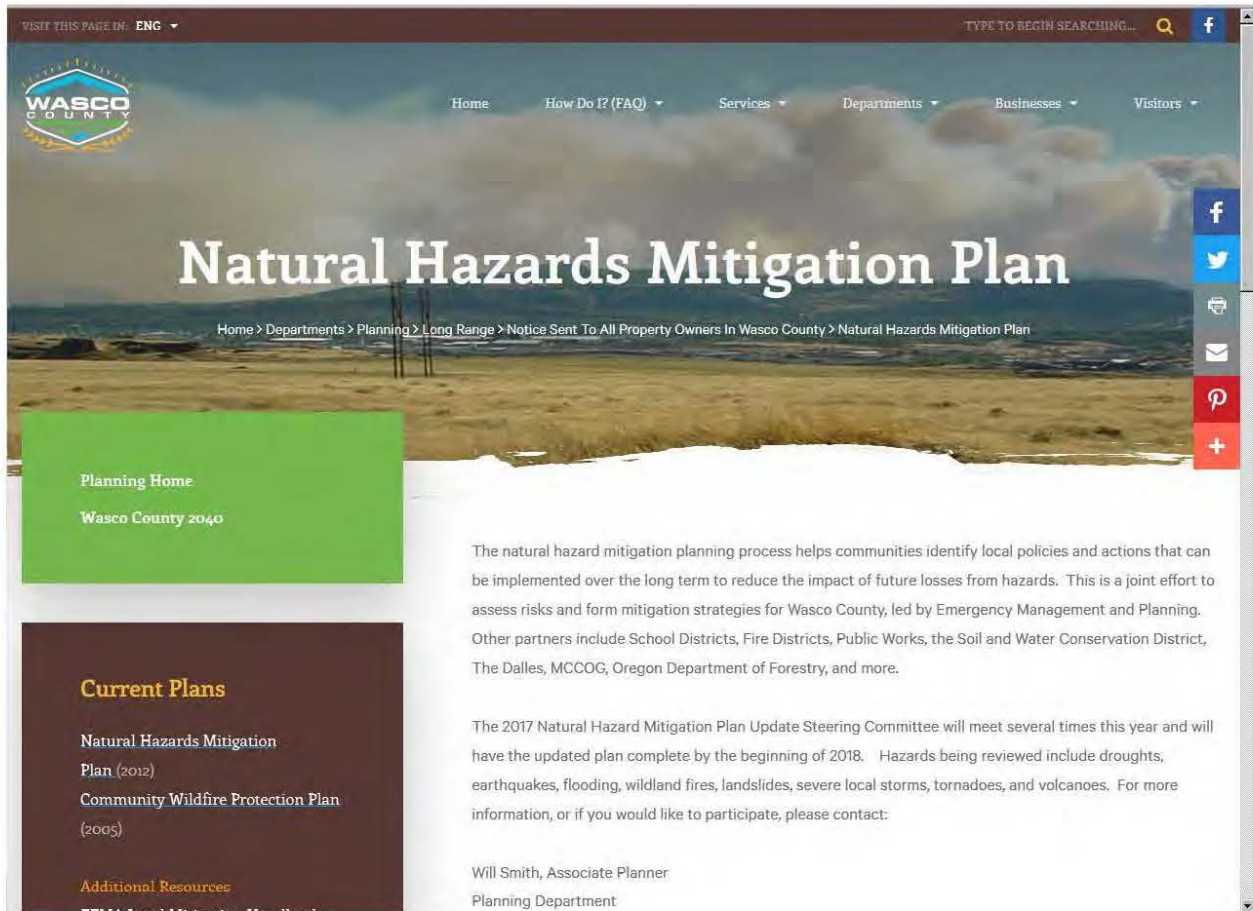 VISIT THIS PAGE IN: ENG
TYPE TO BEGIN SEARCHING...
WASCO
COUNTY
Home
How Do I? (FAQ)
Services
Departments
Businesses
Visitors
Natural Hazards Mitigation Plan
Home > Departments > Planning > Long Range > Notice Sent To All Property Owners In Wasco County > Natural Hazards Mitigation Plan
Planning Home
Wasco County 2040
Current Plans
Natural Hazards Mitigation
Plan (2012)
Community Wildfire Protection Plan
(2005)
Additional Resources
The natural hazard mitigation planning process helps communities identify local policies and actions that can
be implemented over the long term to reduce the impact of future losses from hazards. This is a joint effort to
assess risks and form mitigation strategies for Wasco County, led by Emergency Management and Planning.
Other partners include School Districts, Fire Districts, Public Works, the Soil and Water Conservation District,
The Dalles, MCCOG, Oregon Department of Forestry, and more.
The 2017 Natural Hazard Mitigation Plan Update Steering Committee will meet several times this year and will
have the updated plan complete by the beginning of 2018. Hazards being reviewed include droughts,
earthquakes, flooding, wildland fires, landslides, severe local storms, tornadoes, and volcanoes. For more
information, or if you would like to participate, please contact:
Will Smith, Associate Planner
Planning Department